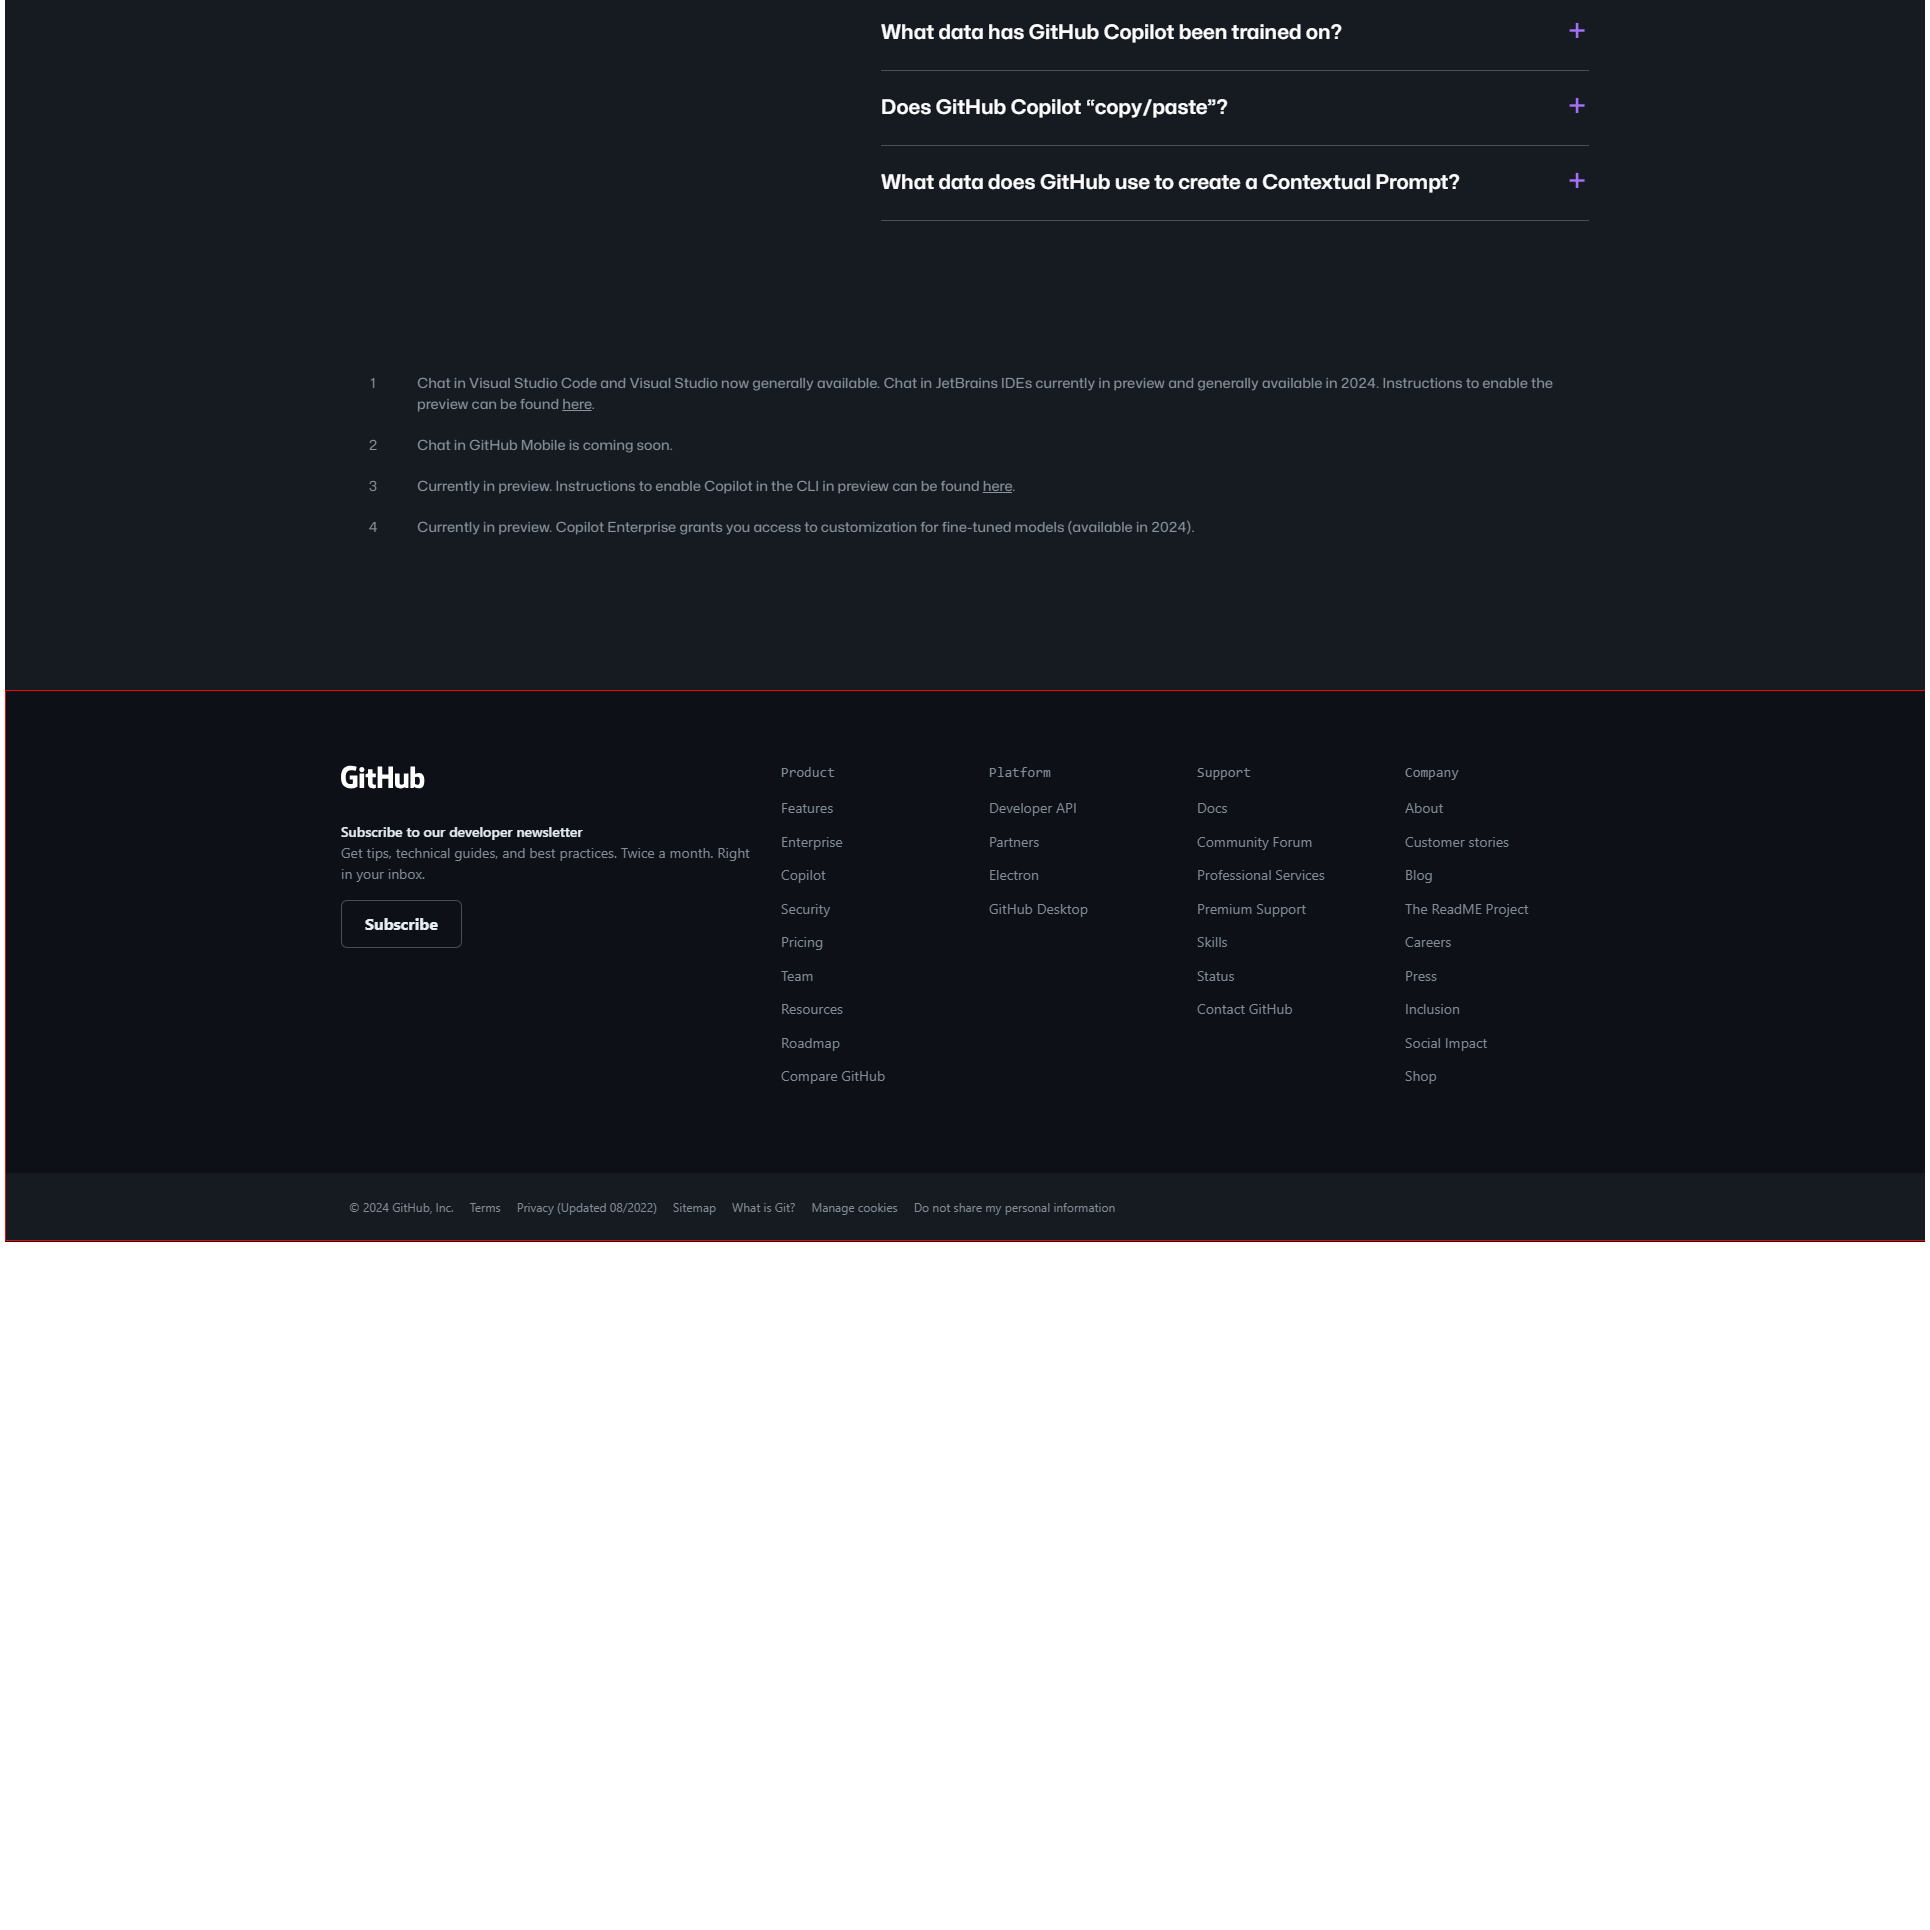 What data has GitHub Copilot been trained on?
Does GitHub Copilot “copy/paste”?
What data does GitHub use to create a Contextual Prompt?
1 Chat in Visual Studio Code and Visual Studio now generally available. Chat in JetBrains IDEs currently in preview and generally available in 2024. Instructions to enable the
preview can be found here.
2 Chat in GitHub Mobile is coming soon.
3 Currently in preview. Instructions to enable Copilot in the CLI in preview can be found here.
4 Currently in preview. Copilot Enterprise grants you access to customization for fine-tuned models (available in 2024).
GitHub
Subscribe to our developer newsletter
Get tips, technical guides, and best practices. Twice a month. Right
in your inbox.
Subscribe
Product
Features
Enterprise
Copilot
Security
Pricing
Team
Resources
Roadmap
Compare GitHub
Platform
Developer API
Partners
Electron
GitHub Desktop
Support
Docs
Community Forum
Professional Services
Premium Support
Skills
Status
Contact GitHub
Company
About
Customer stories
Blog
The ReadME Project
Careers
Press
Inclusion
Social Impact
Shop
© 2024 GitHub, Inc. Terms Privacy (Updated 08/2022) Sitemap What is Git? Manage cookies Do not share my personal information